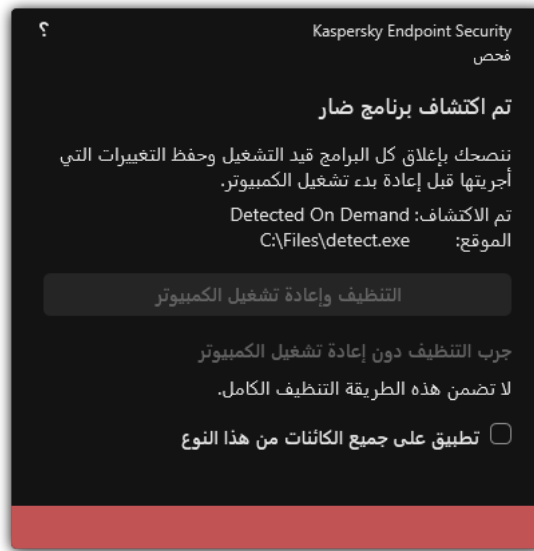 ؟
Kaspersky Endpoint Security
فحص
تم اكتشاف برنامج ضار
ننصحك بإغلاق كل البرامج قيد التشغيل وحفظ التغييرات التي
أجريتها قبل إعادة بدء تشغيل الكمبيوتر.
تم الاكتشاف: Detected On Demand
الموقع: C:\Files\detect.exe
التنظيف وإعادة تشغيل الكمبيوتر
جرب التنظيف دون إعادة تشغيل الكمبيوتر
لا تضمن هذه الطريقة التنظيف الكامل.
تطبيق على جميع الكائنات من هذا النوع